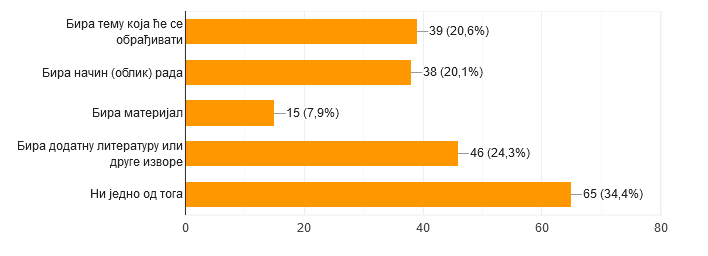 Бира тему која ће се
обрађивати
39 (20,6%)
Бира начин (облик) рада
38 (20,1%)
Бира материјал
15 (7,9%)
Бира додатну литературу или
друге изворе
46 (24,3%)
Ни једно од тога
65 (34,4%)
0 20 40 60 80